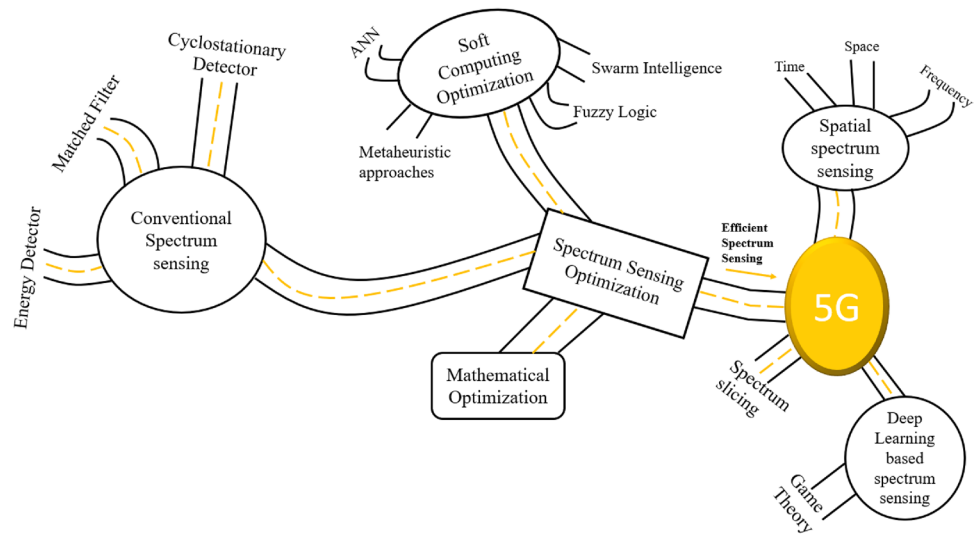 Cyclostationary
Detector
Matched Filter
Energy Detector
Conventional
Spectrum
sensing
ANN
Soft
Computing
Optimization
Swarm Intelligence
Fuzzy Logic
Metaheuristic
approaches
Spectrum Sensing
Optimization
Mathematical
Optimization
Efficient
Spectrum
Sensing
Time
Space
Frequency
Spatial
spectrum
sensing
5G
Spectrum
slicing
Deep
Learning
based
spectrum
sensing
Game
Theory